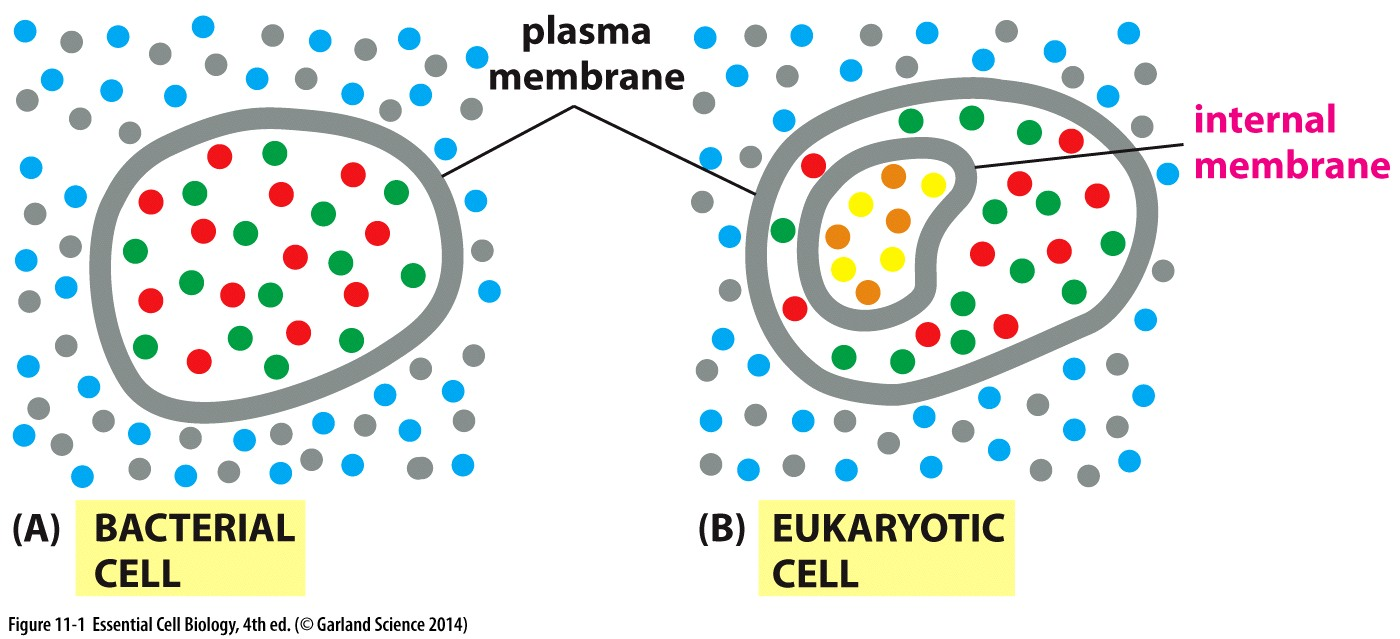 plasma
membrane
internal
membrane
(A) BACTERIAL
CELL
(B) EUKARYOTIC
CELL
Figure 11-1 Essential Cell Biology, 4th ed. (© Garland Science 2014)